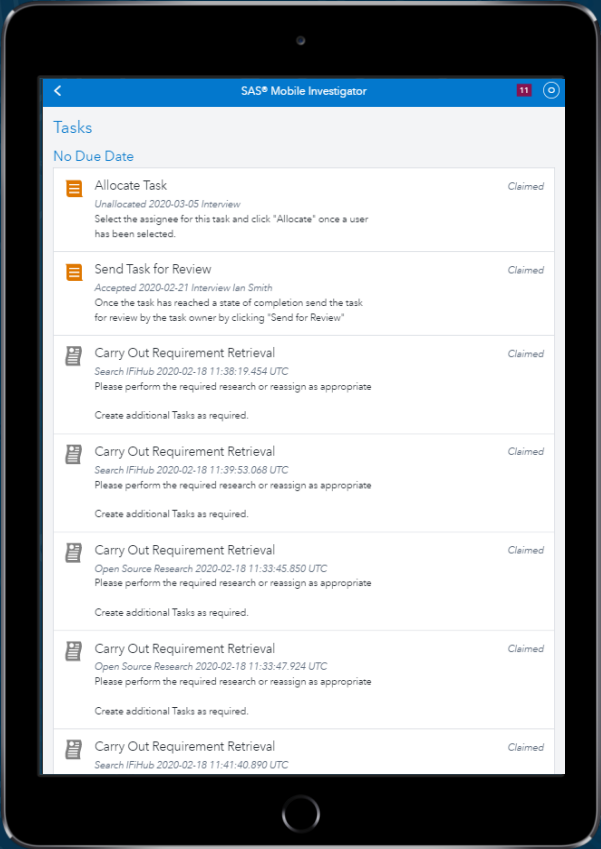 SAS® Mobile Investigator
11
Tasks
No Due Date
Allocate Task
Claimed
Unallocated 2020-03-05 Interview
Select the assignee for this task and click "Allocate" once a user
has been selected.
Send Task for Review
Claimed
Accepted 2020-02-21 Interview Ian Smith
Once the task has reached a state of completion send the task
for review by the task owner by clicking "Send for Review"
Carry Out Requirement Retrieval
Claimed
Search IFiHub 2020-02-18 11:38:19.454 UTC
Please perform the required research or reassign as appropriate
Create additional Tasks as required.
Carry Out Requirement Retrieval
Claimed
Search IFiHub 2020-02-18 11:39:53.068 UTC
Please perform the required research or reassign as appropriate
Create additional Tasks as required.
Carry Out Requirement Retrieval
Claimed
Open Source Research 2020-02-18 11:33:45.850 UTC
Please perform the required research or reassign as appropriate
Create additional Tasks as required.
Carry Out Requirement Retrieval
Claimed
Open Source Research 2020-02-18 11:33:47.924 UTC
Please perform the required research or reassign as appropriate
Create additional Tasks as required.
Carry Out Requirement Retrieval
Claimed
Search IFiHub 2020-02-18 11:41:40.890 UTC